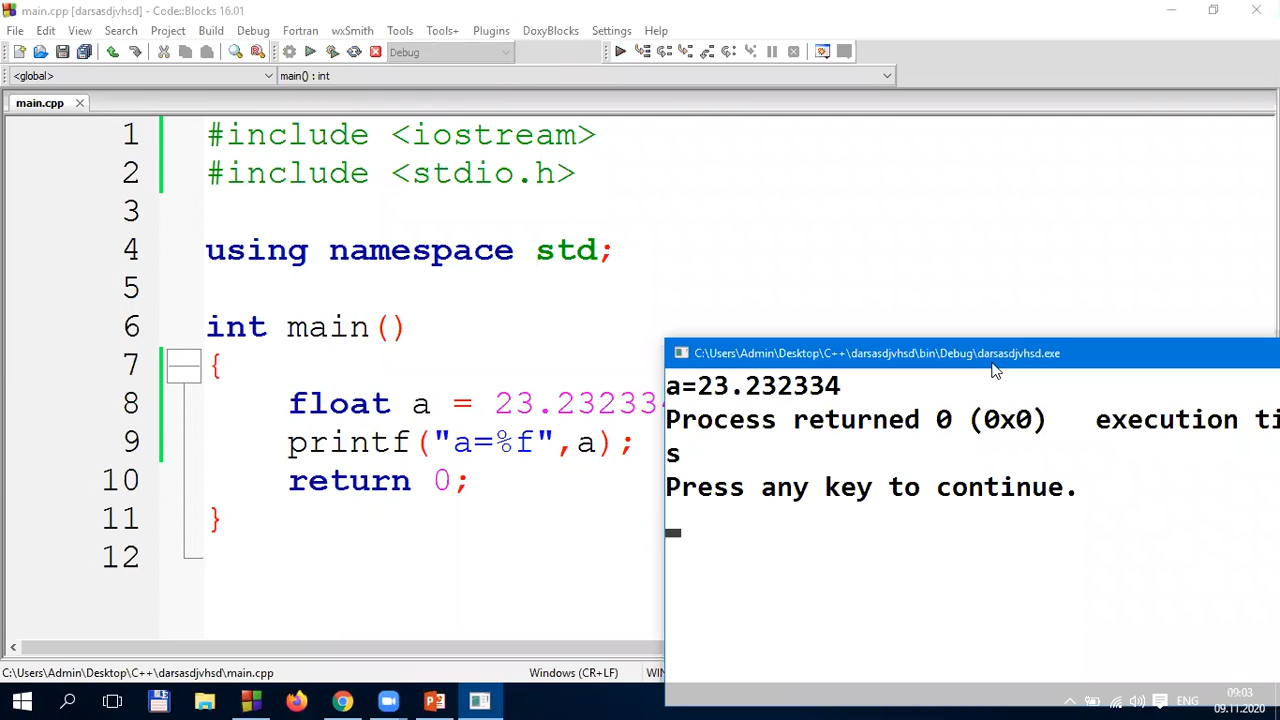 main.cpp [darsasdjvhsd] - Code::Blocks 16.01
File Edit View Search Project Build Debug Fortran wxSmith Tools Tools+ Plugins DoxyBlocks Settings Help
Debug
<global> main() : int
main.cpp
1 #include <iostream>
2 #include <stdio.h>
3
4 using namespace std;
5
6 int main()
7 {
8 float a = 23.232334
9 printf("a=%f",a);
10 return 0;
11 }
12
C:\Users\Admin\Desktop\C++\darsasdjvhsd\bin\Debug\darsasdjvhsd.exe
a=23.232334
Process returned 0 (0x0) execution ti
s
Press any key to continue.
C:\Users\Admin\Desktop\C++\darsasdjvhsd\main.cpp Windows (CR+LF) WIN
ENG 09:03
09.11.2020